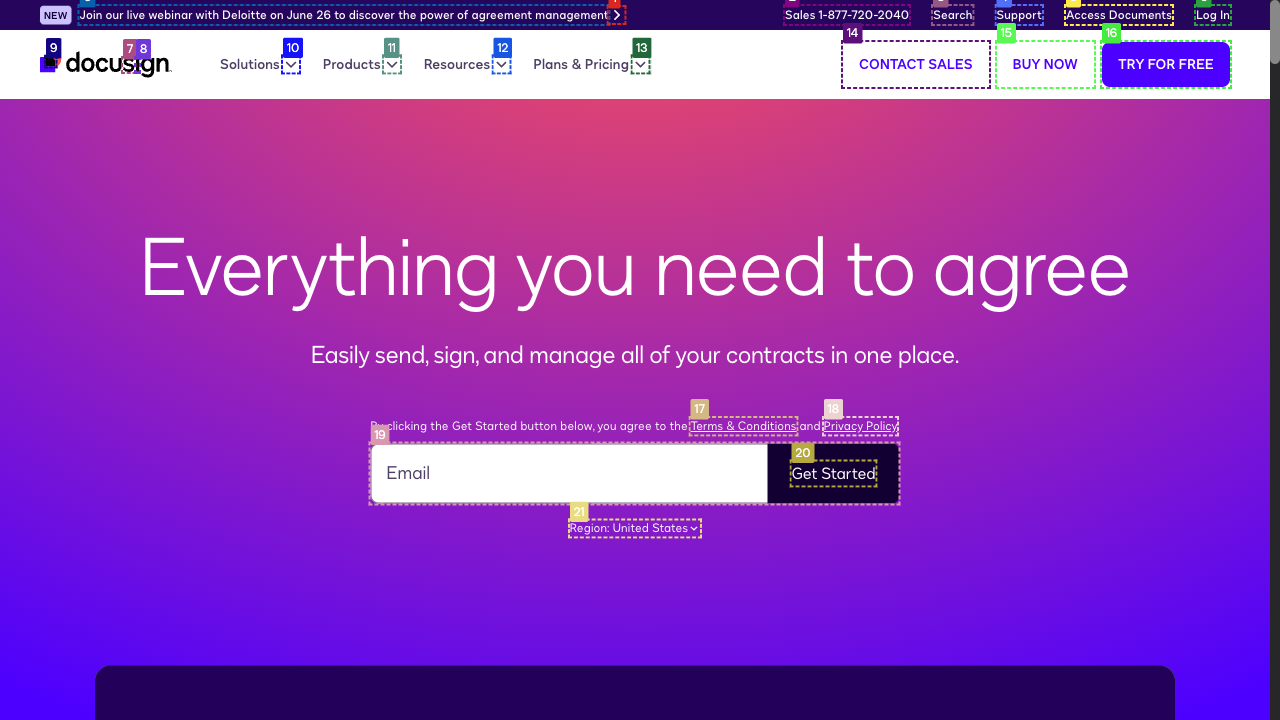 NEW Join our live webinar with Deloitte on June 26 to discover the power of agreement management Sales 1-877-720-2040 Search Support Access Documents Log In
9 7 8 10 11 12 13 14 15 16
docusign Solutions Products Resources Plans & Pricing CONTACT SALES BUY NOW TRY FOR FREE
Everything you need to agree
Easily send, sign, and manage all of your contracts in one place.
17 18
clicking the Get Started button below, you agree to the Terms & Conditions and Privacy Policy
19
20
Email Get Started
21
Region: United States